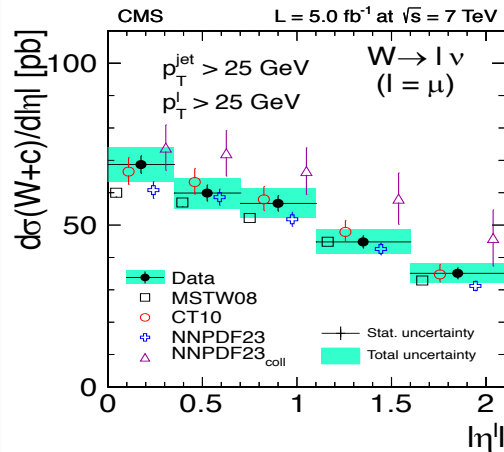 CMS L = 5.0 fb⁻¹ at √s = 7 TeV
dσ(W+c)/d|η| [pb]
p_T^jet > 25 GeV
p_T^l > 25 GeV
W → l ν
(l = μ)
100
50
0
Data
MSTW08
CT10
NNPDF23
NNPDF23_coll
Stat. uncertainty
Total uncertainty
0 0.5 1 1.5 2
|η^l|